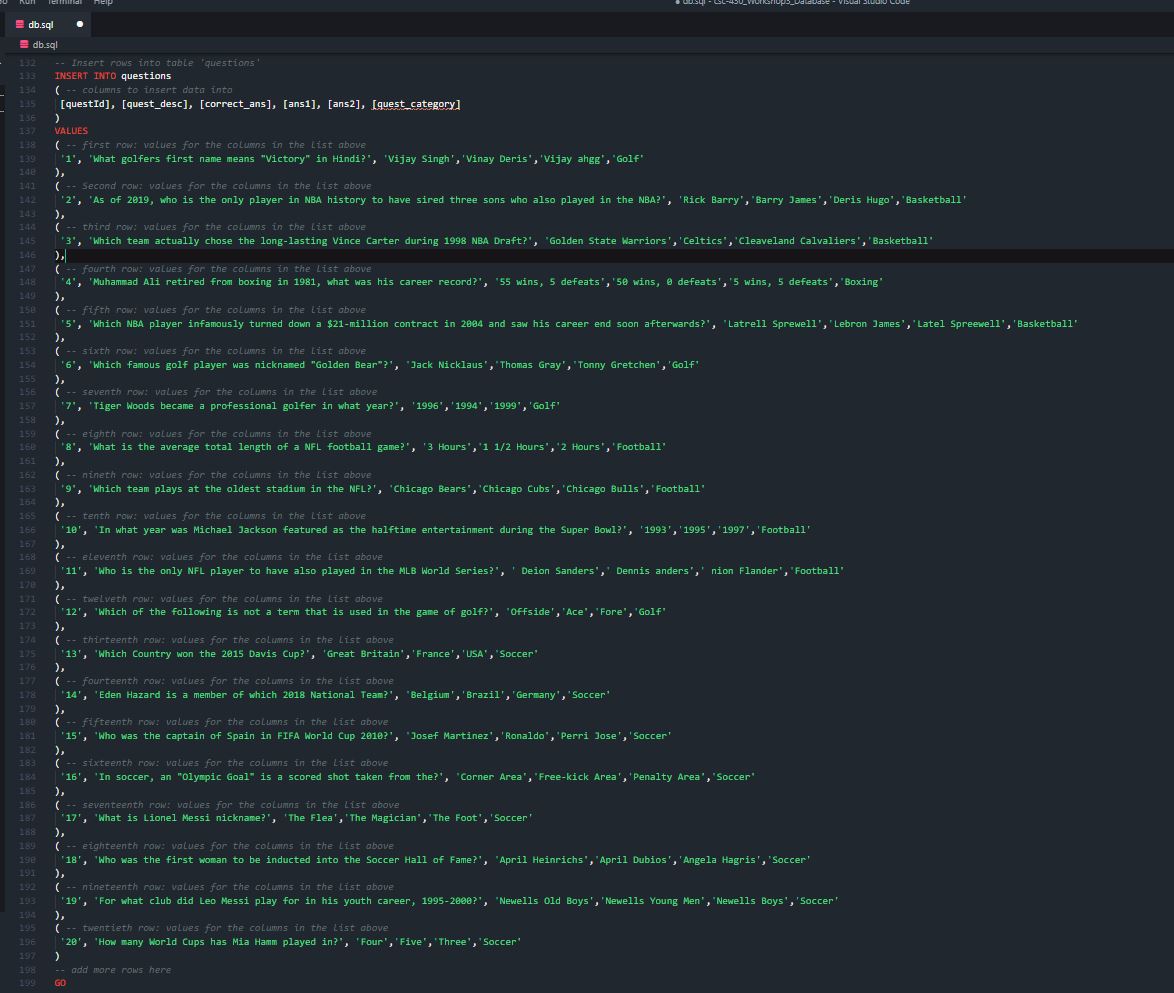 Run Terminal Help
db.sql - csc-430_Workshop3_Database - Visual Studio Code
db.sql
db.sql
132 -- Insert rows into table 'questions'
133 INSERT INTO questions
134 ( -- columns to insert data into
135 [questId], [quest_desc], [correct_ans], [ans1], [ans2], [quest_category]
136 )
137 VALUES
138 ( -- first row: values for the columns in the list above
139 '1', 'What golfers first name means "Victory" in Hindi?', 'Vijay Singh','Vinay Deris','Vijay ahgg','Golf'
140 ),
141 ( -- Second row: values for the columns in the list above
142 '2', 'As of 2019, who is the only player in NBA history to have sired three sons who also played in the NBA?', 'Rick Barry','Barry James','Deris Hugo','Basketball'
143 ),
144 ( -- third row: values for the columns in the list above
145 '3', 'Which team actually chose the long-lasting Vince Carter during 1998 NBA Draft?', 'Golden State Warriors','Celtics','Cleaveland Calvaliers','Basketball'
146 ),
147 ( -- fourth row: values for the columns in the list above
148 '4', 'Muhammad Ali retired from boxing in 1981, what was his career record?', '55 wins, 5 defeats','50 wins, 0 defeats','5 wins, 5 defeats','Boxing'
149 ),
150 ( -- fifth row: values for the columns in the list above
151 '5', 'Which NBA player infamously turned down a $21-million contract in 2004 and saw his career end soon afterwards?', 'Latrell Sprewell','Lebron James','Latel Spreewell','Basketball'
152 ),
153 ( -- sixth row: values for the columns in the list above
154 '6', 'Which famous golf player was nicknamed "Golden Bear"?', 'Jack Nicklaus','Thomas Gray','Tonny Gretchen','Golf'
155 ),
156 ( -- seventh row: values for the columns in the list above
157 '7', 'Tiger Woods became a professional golfer in what year?', '1996','1994','1999','Golf'
158 ),
159 ( -- eighth row: values for the columns in the list above
160 '8', 'What is the average total length of a NFL football game?', '3 Hours','1 1/2 Hours','2 Hours','Football'
161 ),
162 ( -- nineth row: values for the columns in the list above
163 '9', 'Which team plays at the oldest stadium in the NFL?', 'Chicago Bears','Chicago Cubs','Chicago Bulls','Football'
164 ),
165 ( -- tenth row: values for the columns in the list above
166 '10', 'In what year was Michael Jackson featured as the halftime entertainment during the Super Bowl?', '1993','1995','1997','Football'
167 ),
168 ( -- eleventh row: values for the columns in the list above
169 '11', 'Who is the only NFL player to have also played in the MLB World Series?', ' Deion Sanders',' Dennis anders',' nion Flander','Football'
170 ),
171 ( -- twelveth row: values for the columns in the list above
172 '12', 'Which of the following is not a term that is used in the game of golf?', 'Offside','Ace','Fore','Golf'
173 ),
174 ( -- thirteenth row: values for the columns in the list above
175 '13', 'Which Country won the 2015 Davis Cup?', 'Great Britain','France','USA','Soccer'
176 ),
177 ( -- fourteenth row: values for the columns in the list above
178 '14', 'Eden Hazard is a member of which 2018 National Team?', 'Belgium','Brazil','Germany','Soccer'
179 ),
180 ( -- fifteenth row: values for the columns in the list above
181 '15', 'Who was the captain of Spain in FIFA World Cup 2010?', 'Josef Martinez','Ronaldo','Perri Jose','Soccer'
182 ),
183 ( -- sixteenth row: values for the columns in the list above
184 '16', 'In soccer, an "Olympic Goal" is a scored shot taken from the?', 'Corner Area','Free-kick Area','Penalty Area','Soccer'
185 ),
186 ( -- seventeenth row: values for the columns in the list above
187 '17', 'What is Lionel Messi nickname?', 'The Flea','The Magician','The Foot','Soccer'
188 ),
189 ( -- eighteenth row: values for the columns in the list above
190 '18', 'Who was the first woman to be inducted into the Soccer Hall of Fame?', 'April Heinrichs','April Dubios','Angela Hagris','Soccer'
191 ),
192 ( -- nineteenth row: values for the columns in the list above
193 '19', 'For what club did Leo Messi play for in his youth career, 1995-2000?', 'Newells Old Boys','Newells Young Men','Newells Boys','Soccer'
194 ),
195 ( -- twentieth row: values for the columns in the list above
196 '20', 'How many World Cups has Mia Hamm played in?', 'Four','Five','Three','Soccer'
197 )
198 -- add more rows here
199 GO